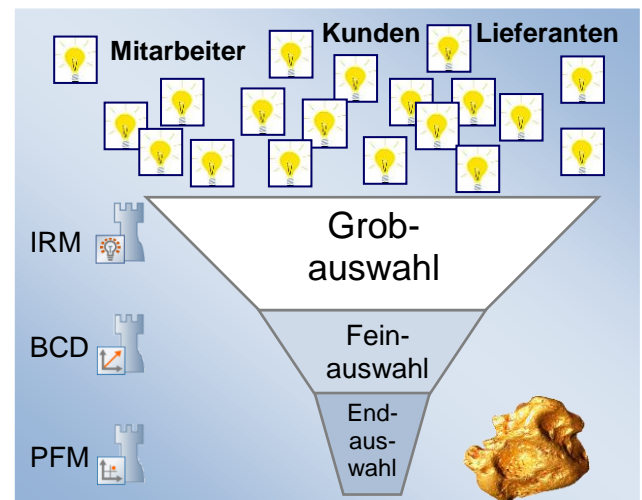 Mitarbeiter
Kunden
Lieferanten
IRM
Grob-
auswahl
BCD
Fein-
auswahl
PFM
End-
aus-
wahl